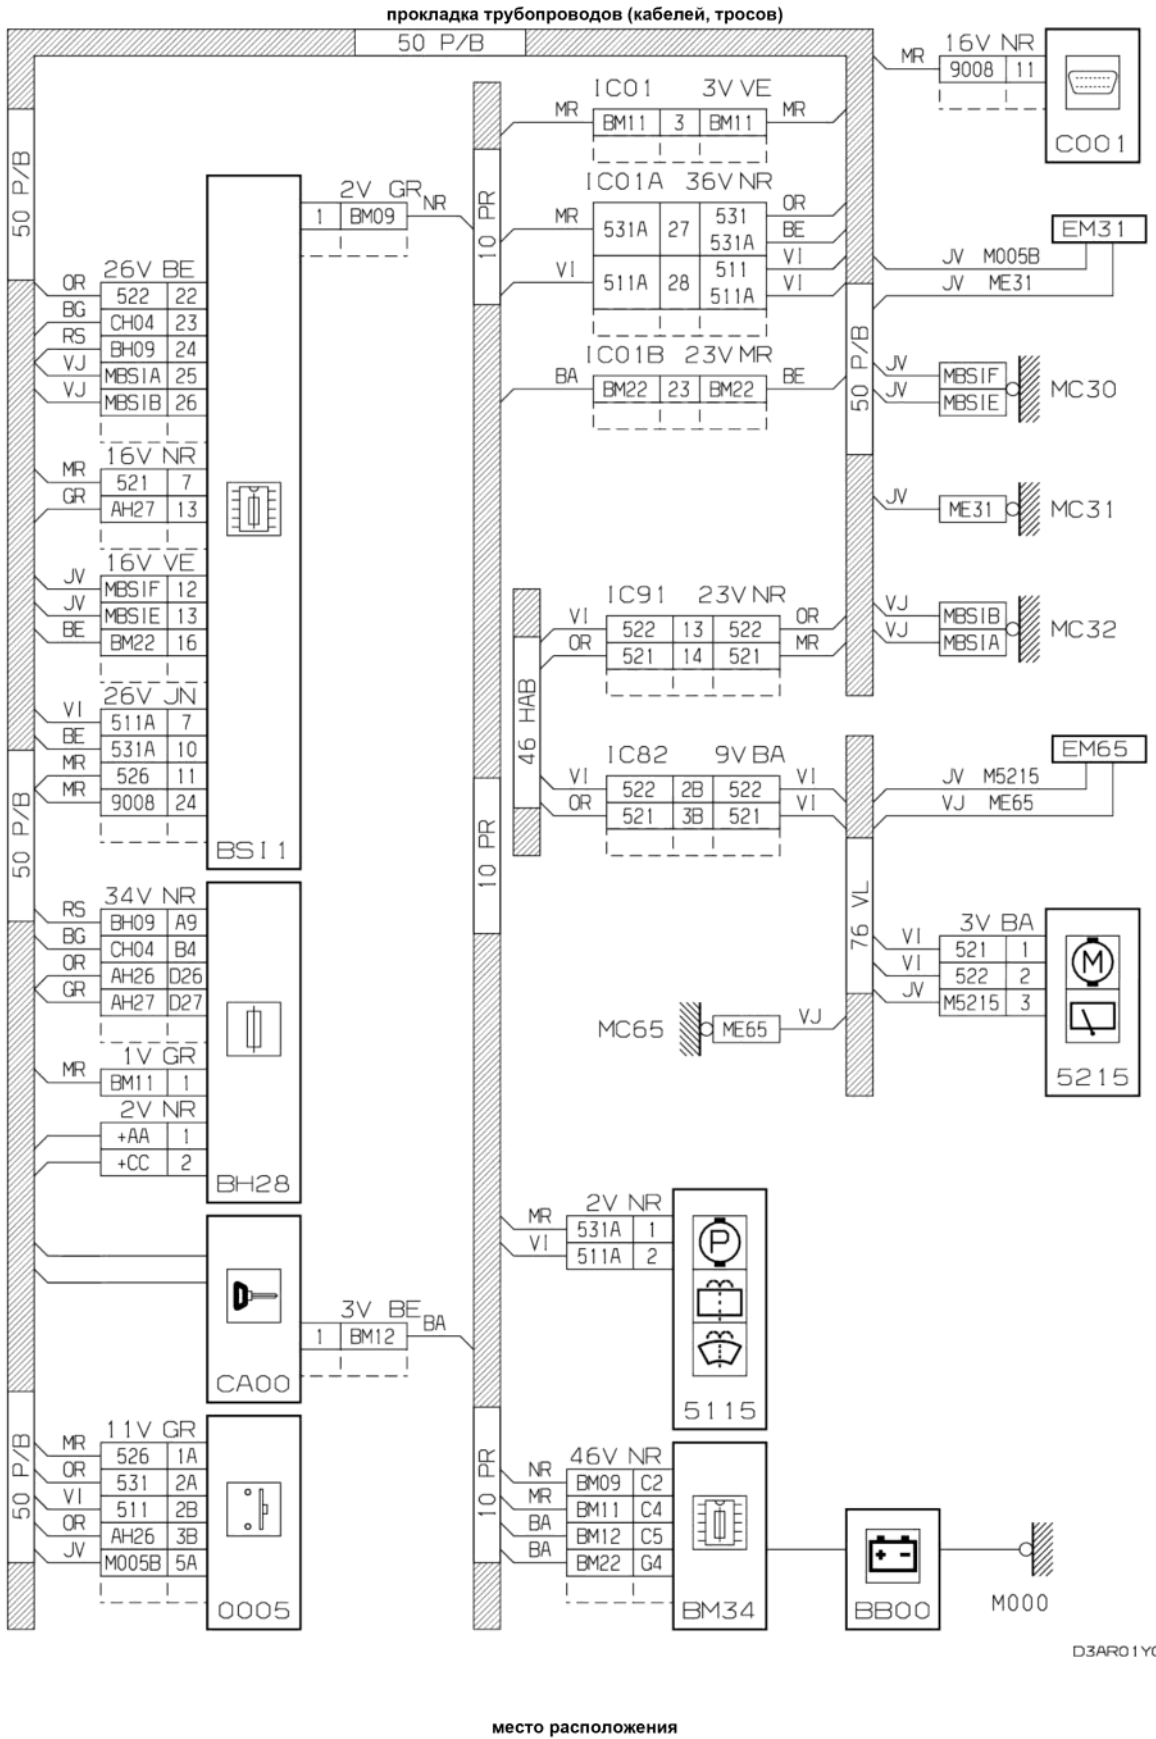 прокладка трубопроводов (кабелей, тросов)
50 P/B
50 P/B
2V GR
NR
1 BM09
26V BE
OR 522 22
BG CH04 23
RS BH09 24
VJ MBSIA 25
VJ MBSIB 26
16V NR
MR 521 7
GR AH27 13
16V VE
JV MBSIF 12
JV MBSIE 13
BE BM22 16
26V JN
VI 511A 7
BE 531A 10
MR 526 11
MR 9008 24
BSI1
50 P/B
34V NR
RS BH09 A9
BG CH04 B4
OR AH26 D26
GR AH27 D27
1V GR
MR BM11 1
2V NR
+AA 1
+CC 2
BH28
3V BE
BA
1 BM12
CA00
50 P/B
11V GR
MR 526 1A
OR 531 2A
VI 511 2B
OR AH26 3B
JV M005B 5A
0005
10 PR
IC01 3V VE
MR BM11 3 BM11 MR
IC01A 36V NR
MR 531A 27 531 OR
531A BE
VI 511A 28 511 VI
511A VI
IC01B 23V MR
BA BM22 23 BM22 BE
46 HAB
IC91 23V NR
VI 522 13 522 OR
OR 521 14 521 MR
IC82 9V BA
VI 522 2B 522 VI
OR 521 3B 521 VI
10 PR
MC65 ME65 VJ
2V NR
MR 531A 1
VI 511A 2
P
5115
10 PR
46V NR
NR BM09 C2
MR BM11 C4
BA BM12 C5
BA BM22 G4
BM34
+ -
BB00
M000
16V NR
MR 9008 11
C001
EM31
JV M005B
JV ME31
50 P/B
JV MBSIF
JV MBSIE
MC30
JV ME31 MC31
VJ MBSIB
VJ MBSIA
MC32
EM65
JV M5215
VJ ME65
76 VL
3V BA
VI 521 1
VI 522 2
JV M5215 3
M
5215
D3AR01Y
место расположения